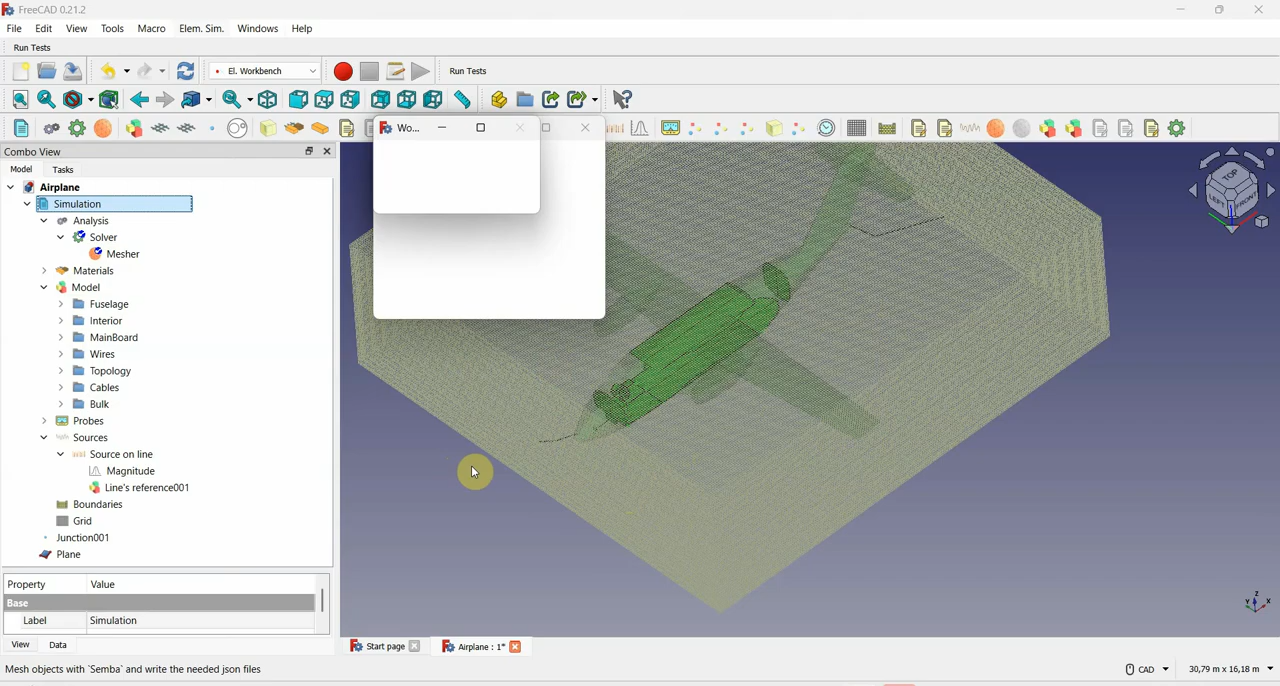 FreeCAD 0.21.2
File Edit View Tools Macro Elem. Sim. Windows Help
Run Tests
El. Workbench
Run Tests
Wo...
Combo View
Model Tasks
Airplane
Simulation
Analysis
Solver
Mesher
Materials
Model
Fuselage
Interior
MainBoard
Wires
Topology
Cables
Bulk
Probes
Sources
Source on line
Magnitude
Line's reference001
Boundaries
Grid
Junction001
Plane
Property Value
Base
Label Simulation
View Data
TOP
LEFT
FRONT
Z
Y X
Start page Airplane : 1*
Mesh objects with `Semba` and write the needed json files
CAD 30,79 m x 16,18 m